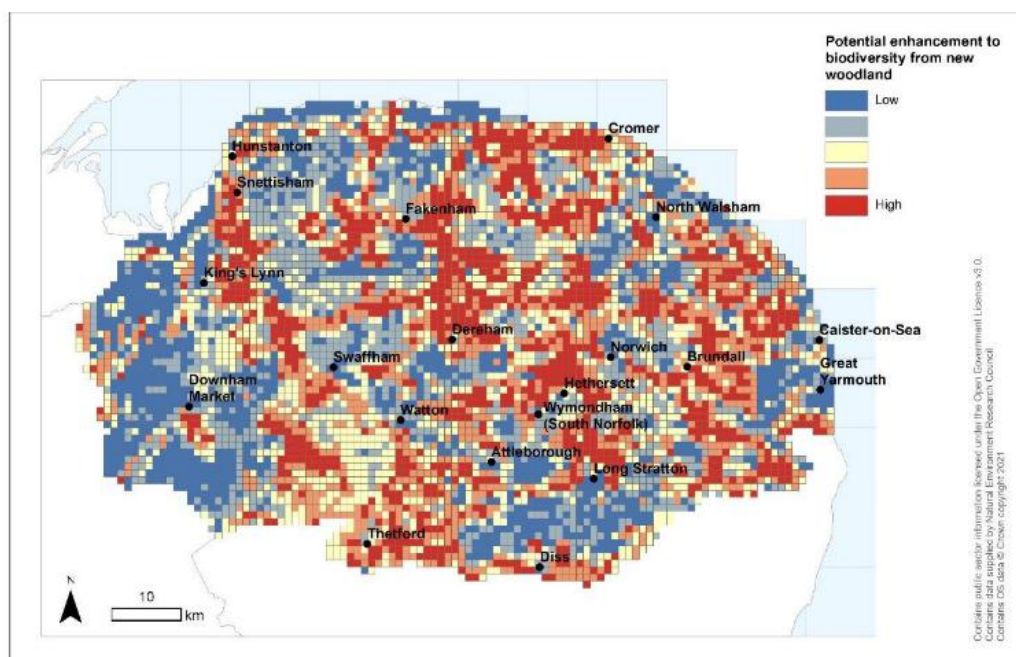 Potential enhancement to
biodiversity from new
woodland
Low
High
Cromer
Hunstanton
Snettisham
Fakenham
North Walsham
King's Lynn
Caister-on-Sea
Dereham
Norwich
Brundall
Swaffham
Great
Yarmouth
Downham
Market
Hethersett
Watton
Wymondham
(South Norfolk)
Attleborough
Long Stratton
Thetford
Diss
N
10
km
Contains public sector information licensed under the Open Government Licence v3.0.
Contains data supplied by Natural Environment Research Council
Contains OS data © Crown copyright 2021